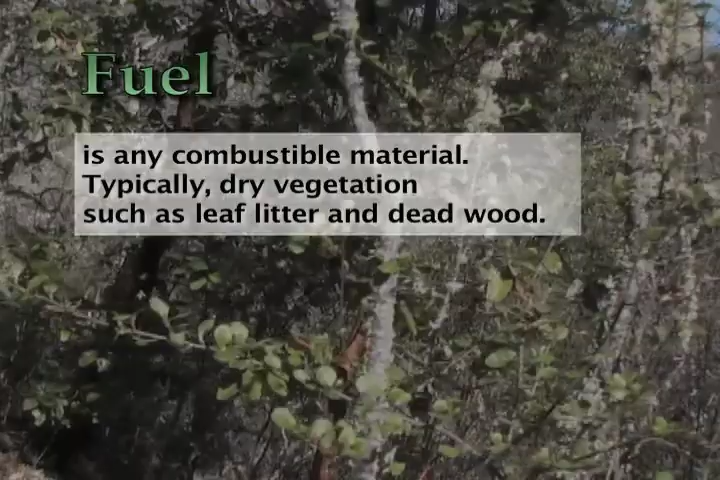 Fuel
is any combustible material.
Typically, dry vegetation
such as leaf litter and dead wood.